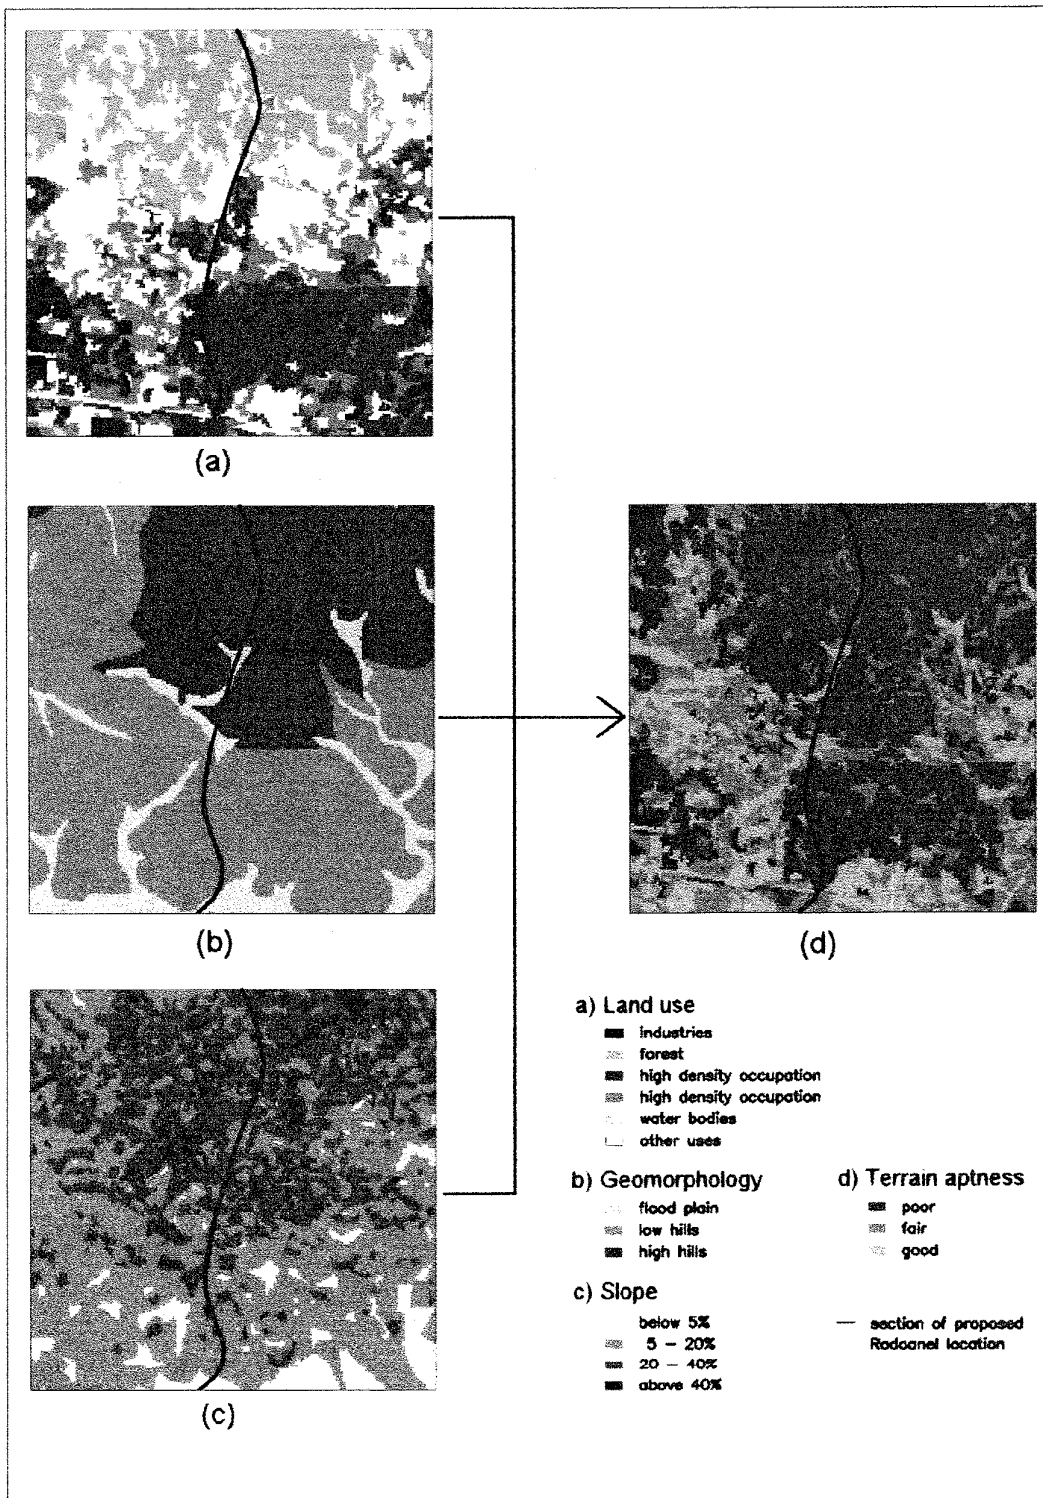 (a)
(b)
(c)
(d)
a) Land use
industries
forest
high density occupation
high density occupation
water bodies
other uses
b) Geomorphology
flood plain
low hills
high hills
c) Slope
below 5%
5 – 20%
20 – 40%
above 40%
d) Terrain aptness
poor
fair
good
section of proposed
Rodoanel location